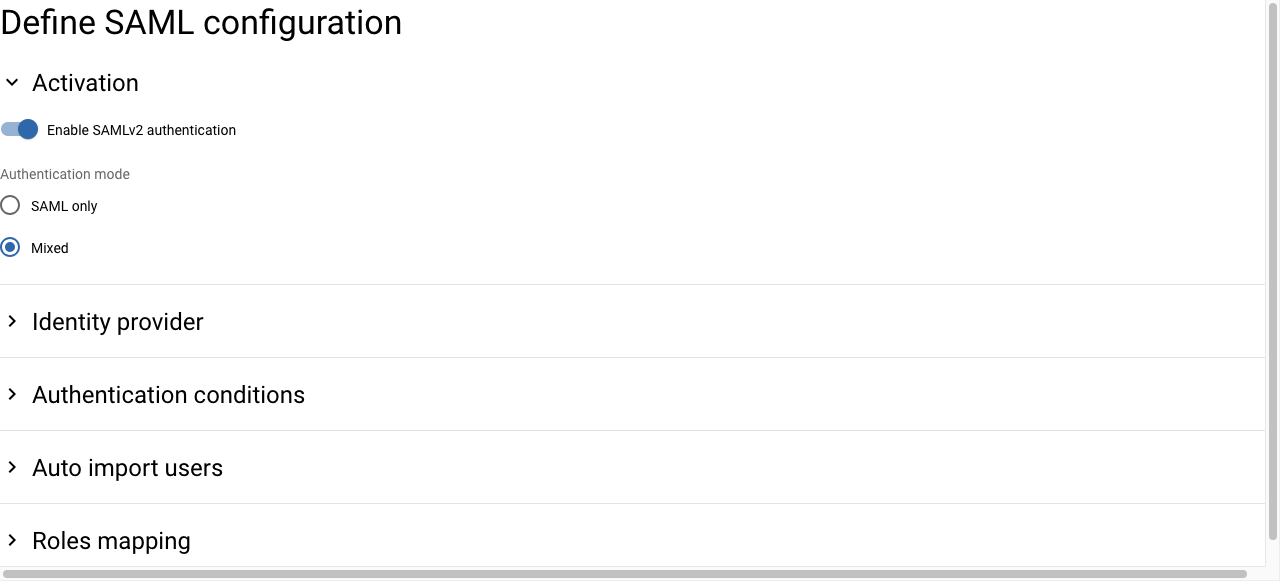 Define SAML configuration
Activation
Enable SAMLv2 authentication
Authentication mode
SAML only
Mixed
Identity provider
Authentication conditions
Auto import users
Roles mapping